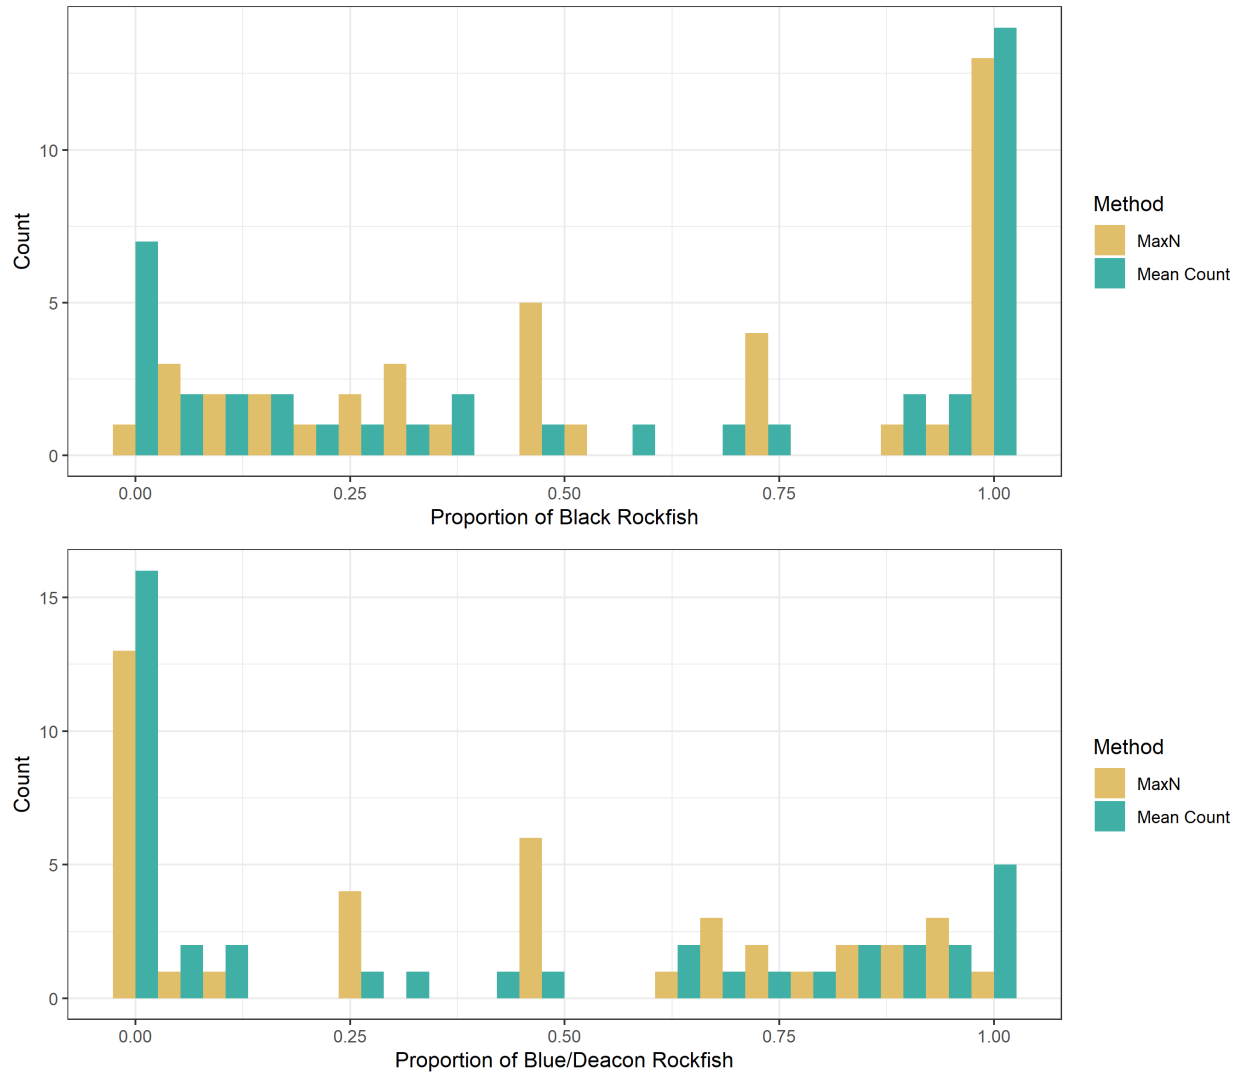 10
5
0
Count
0.00 0.25 0.50 0.75 1.00
Proportion of Black Rockfish
Method
MaxN
Mean Count
15
10
5
0
Count
0.00 0.25 0.50 0.75 1.00
Proportion of Blue/Deacon Rockfish
Method
MaxN
Mean Count